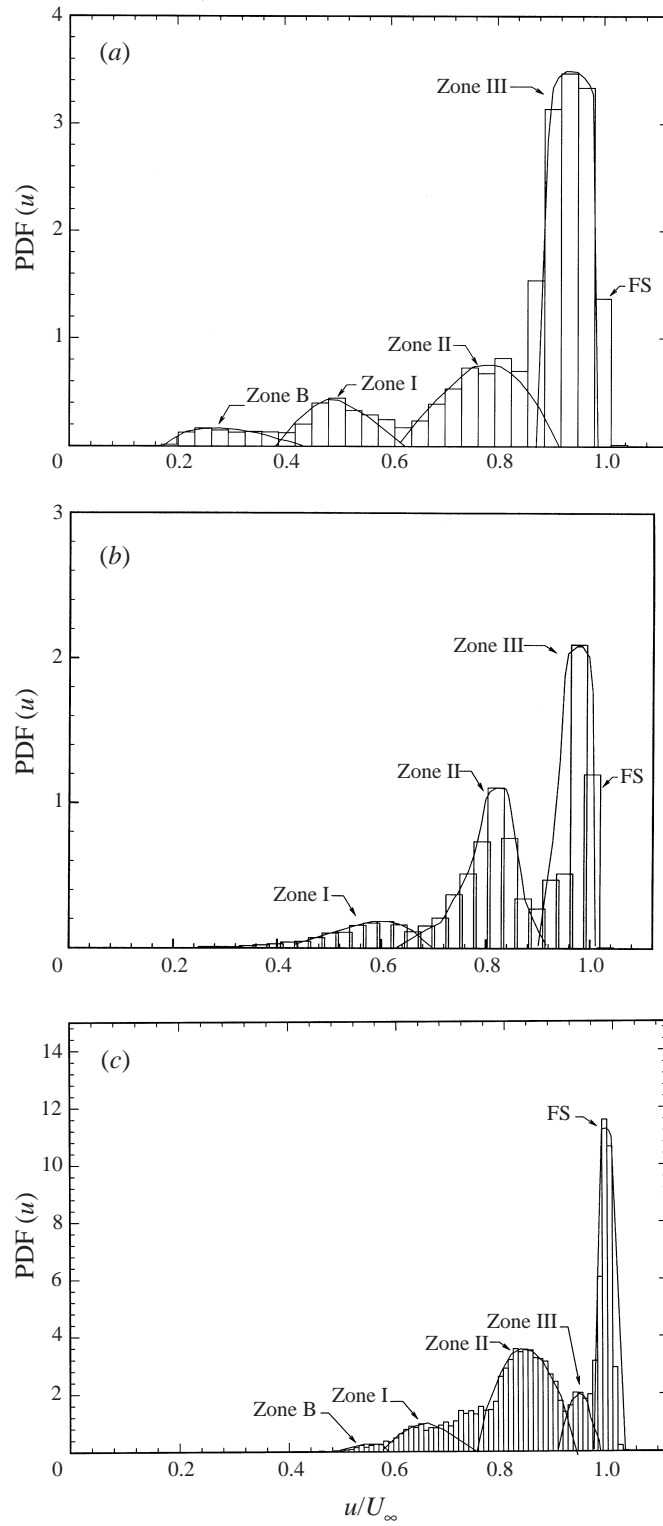 (a)
4
3
2
1
0
PDF (u)
Zone III
FS
Zone II
Zone I
Zone B
0.2
0.4
0.6
0.8
1.0
(b)
3
2
1
0
PDF (u)
Zone III
Zone II
FS
Zone I
0.2
0.4
0.6
0.8
1.0
(c)
14
12
10
8
6
4
2
0
PDF (u)
FS
Zone III
Zone II
Zone I
Zone B
0.2
0.4
0.6
0.8
1.0
u/U∞